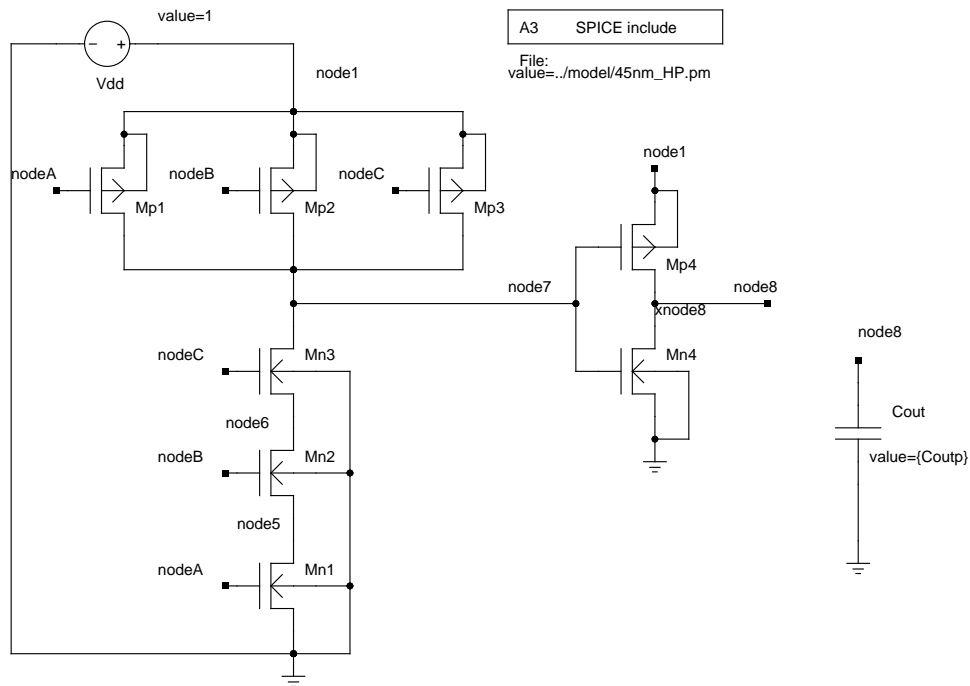 value=1
A3 SPICE include
File:
value=../model/45nm_HP.pm
− +
Vdd
node1
node1
nodeA
nodeB
nodeC
Mp1
Mp2
Mp3
Mp4
node7
node8
xnode8
node8
nodeC
Mn3
Mn4
Cout
node6
nodeB
Mn2
value={Coutp}
node5
nodeA
Mn1